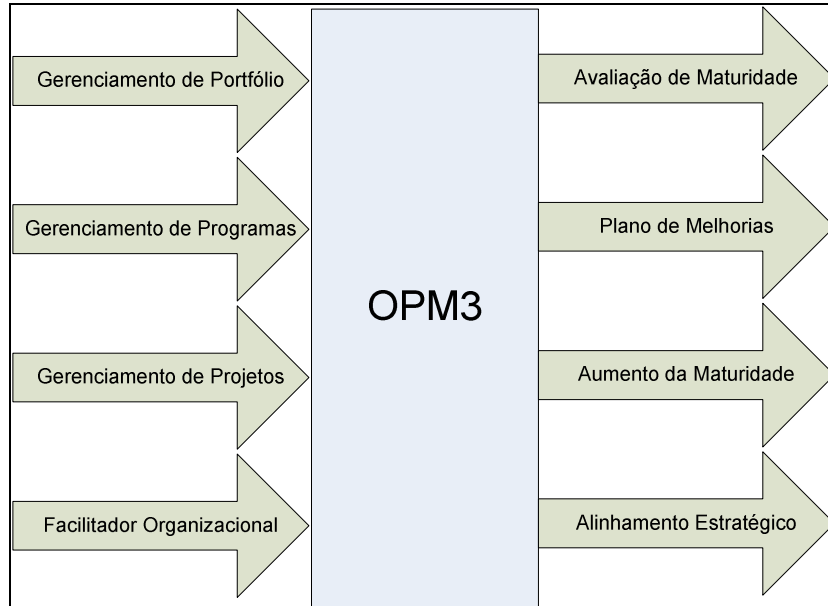 Gerenciamento de Portfólio
Gerenciamento de Programas
Gerenciamento de Projetos
Facilitador Organizacional
OPM3
Avaliação de Maturidade
Plano de Melhorias
Aumento da Maturidade
Alinhamento Estratégico